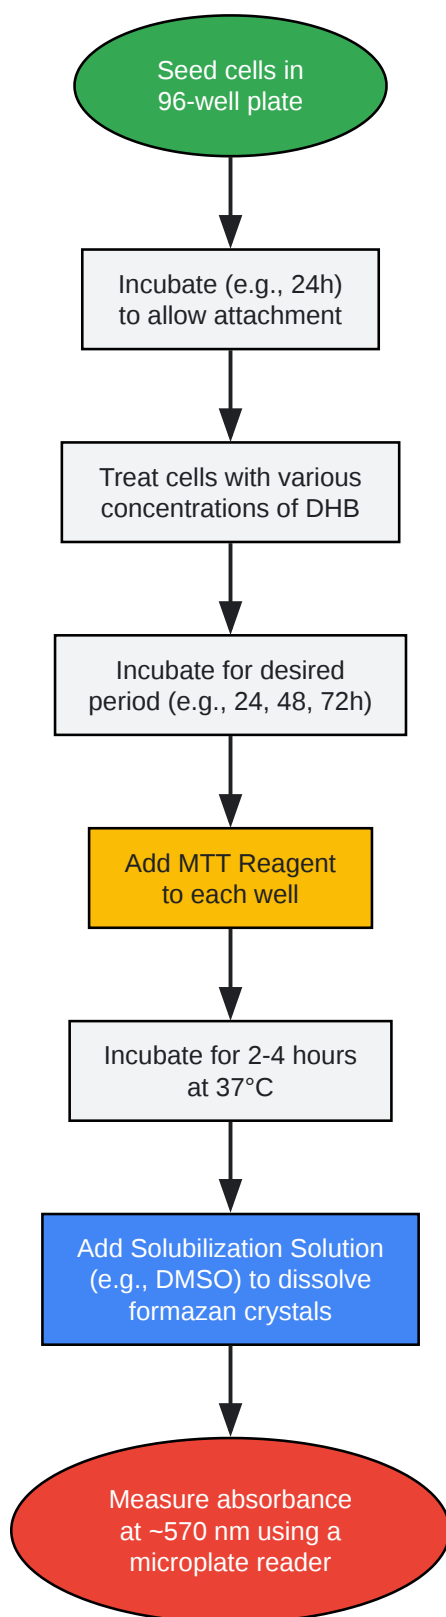 Seed cells in
96-well plate
Incubate (e.g., 24h)
to allow attachment
Treat cells with various
concentrations of DHB
Incubate for desired
period (e.g., 24, 48, 72h)
Add MTT Reagent
to each well
Incubate for 2-4 hours
at 37°C
Add Solubilization Solution
(e.g., DMSO) to dissolve
formazan crystals
Measure absorbance
at ~570 nm using a
microplate reader